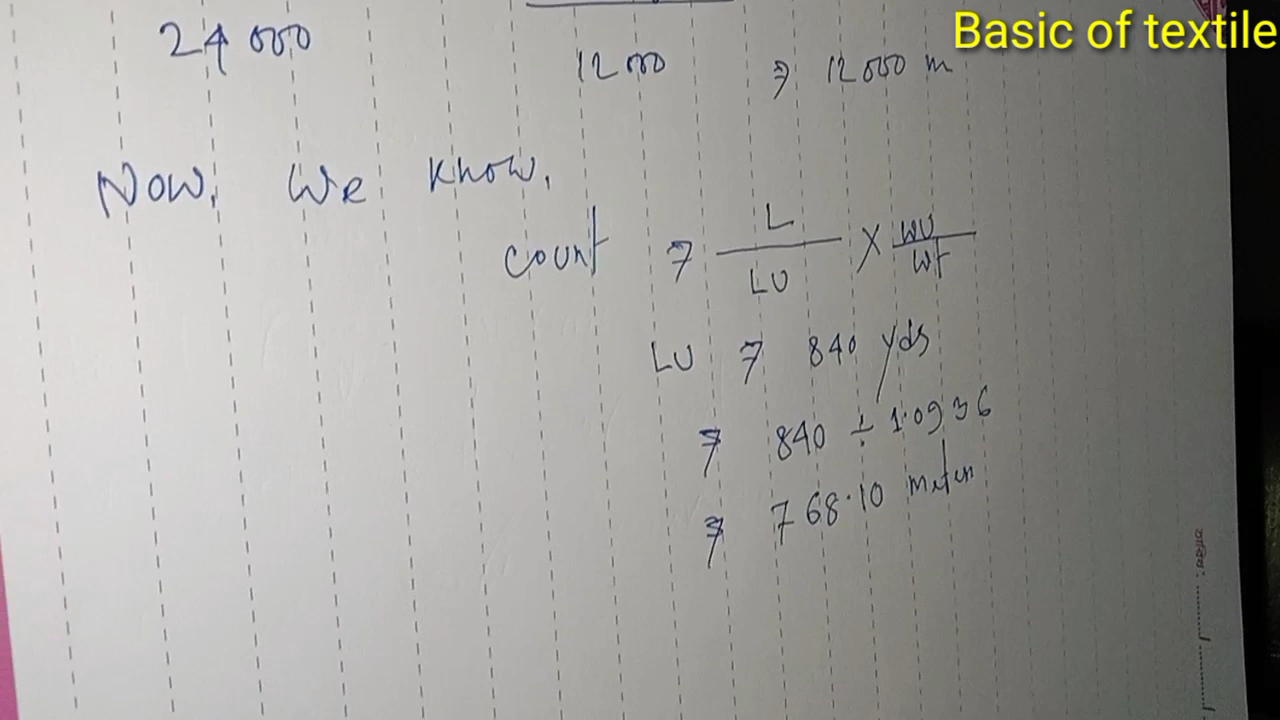 Basic of textile
24000
12000 ⇒ 12000 m
Now, We know,
Count ⇒ L/LU X WU/Wt
LU ⇒ 840 yds
⇒ 840 ÷ 1.0936
⇒ 768.10 meter